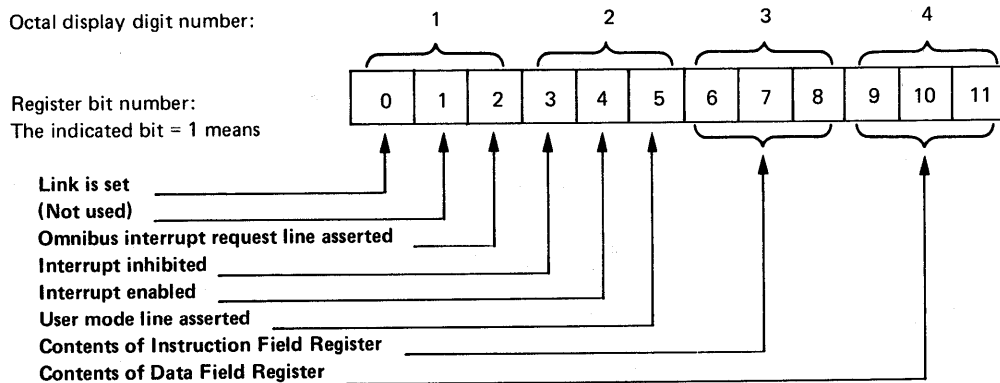 Octal display digit number: 1 2 3 4
Register bit number: 0 1 2 3 4 5 6 7 8 9 10 11
The indicated bit = 1 means
Link is set
(Not used)
Omnibus interrupt request line asserted
Interrupt inhibited
Interrupt enabled
User mode line asserted
Contents of Instruction Field Register
Contents of Data Field Register